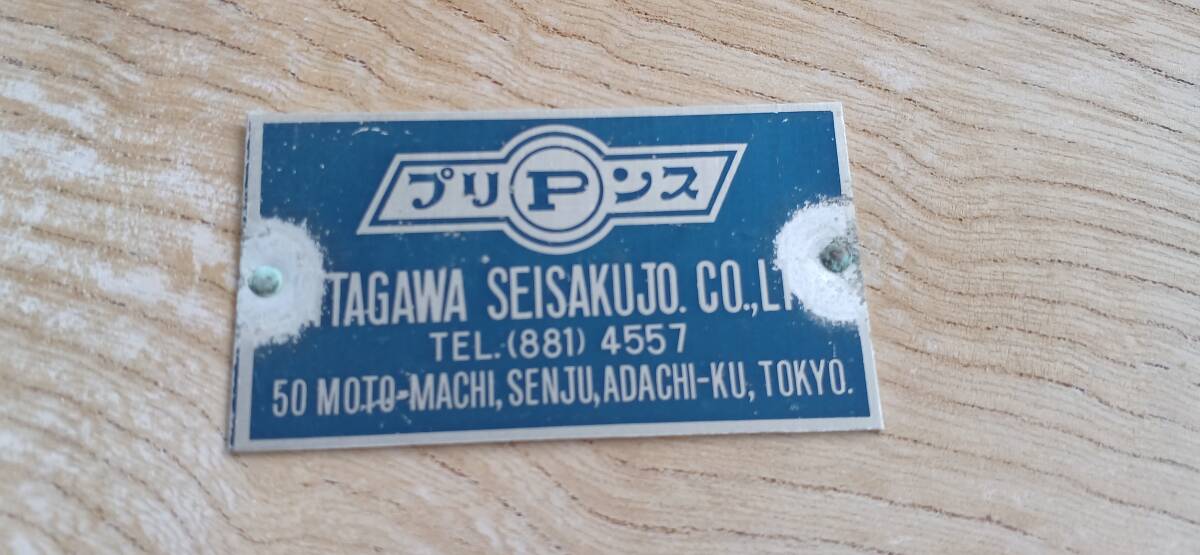 プリPンス
TAGAWA SEISAKUJO. CO.,
TEL.(881) 4557
50 MOTO-MACHI, SENJU, ADACHI-KU, TOKYO.